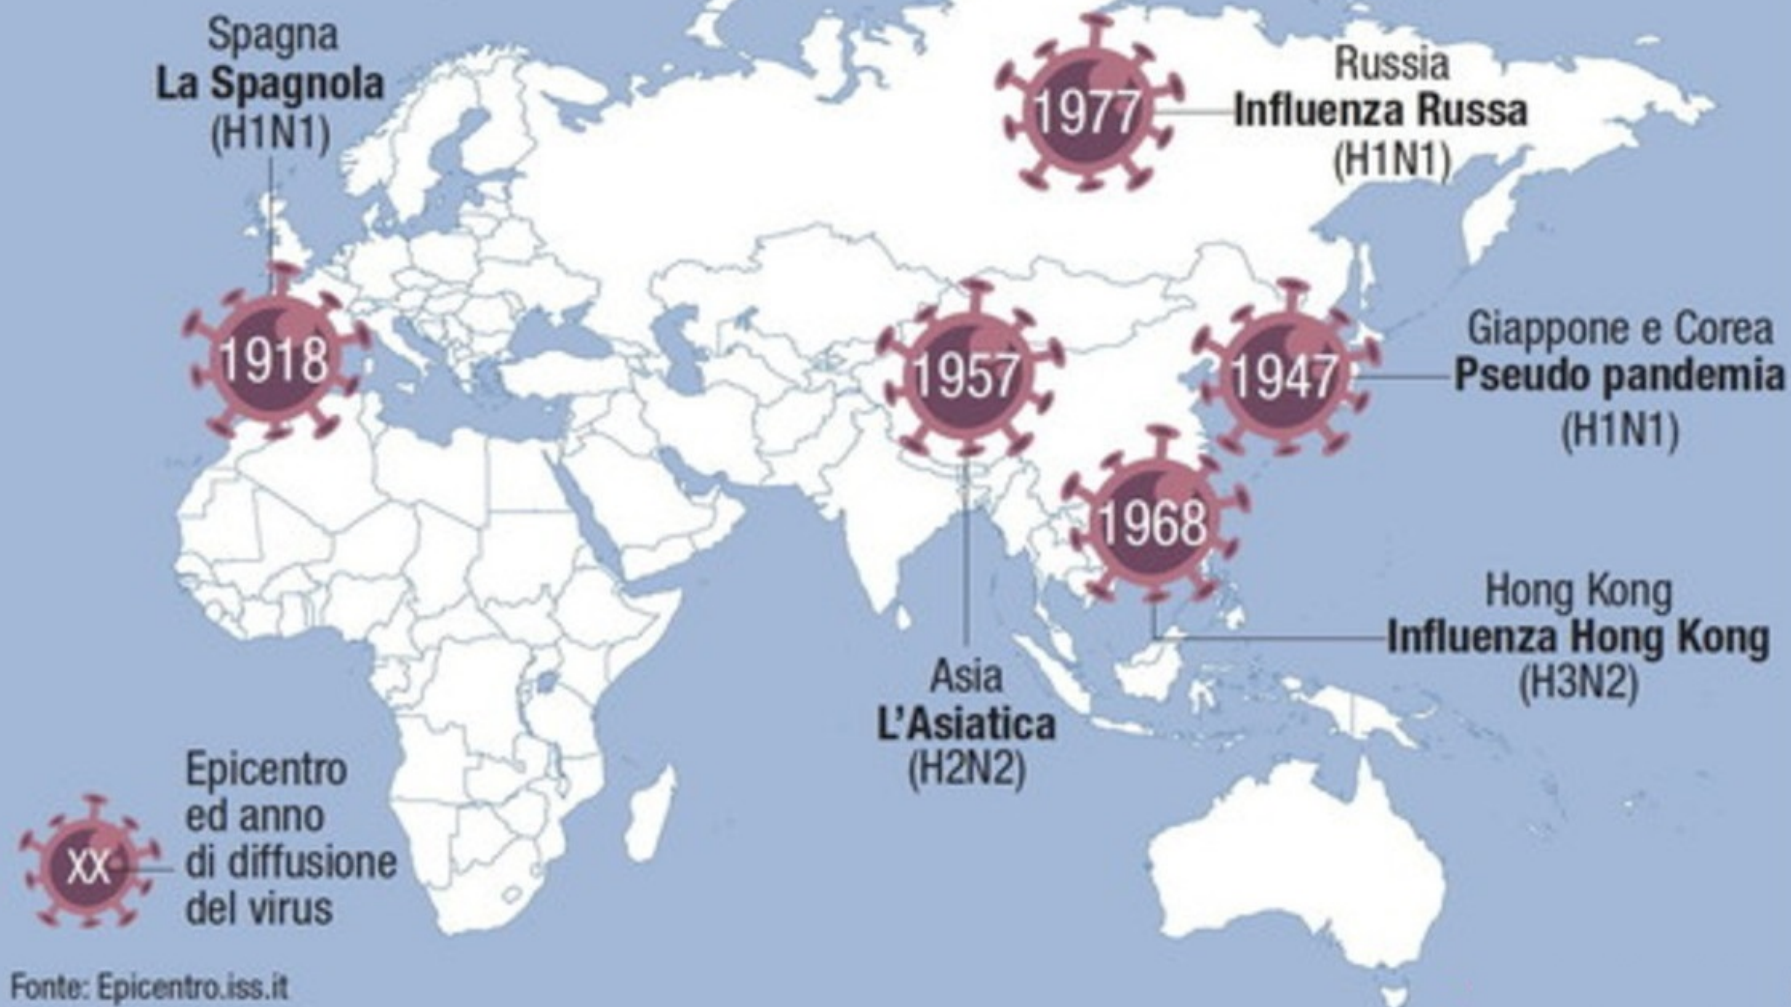 Spagna
La Spagnola
(H1N1)
1918
1977
Russia
Influenza Russa
(H1N1)
1957
Asia
L'Asiatica
(H2N2)
1947
Giappone e Corea
Pseudo pandemia
(H1N1)
1968
Hong Kong
Influenza Hong Kong
(H3N2)
XX
Epicentro
ed anno
di diffusione
del virus
Fonte: Epicentro.iss.it